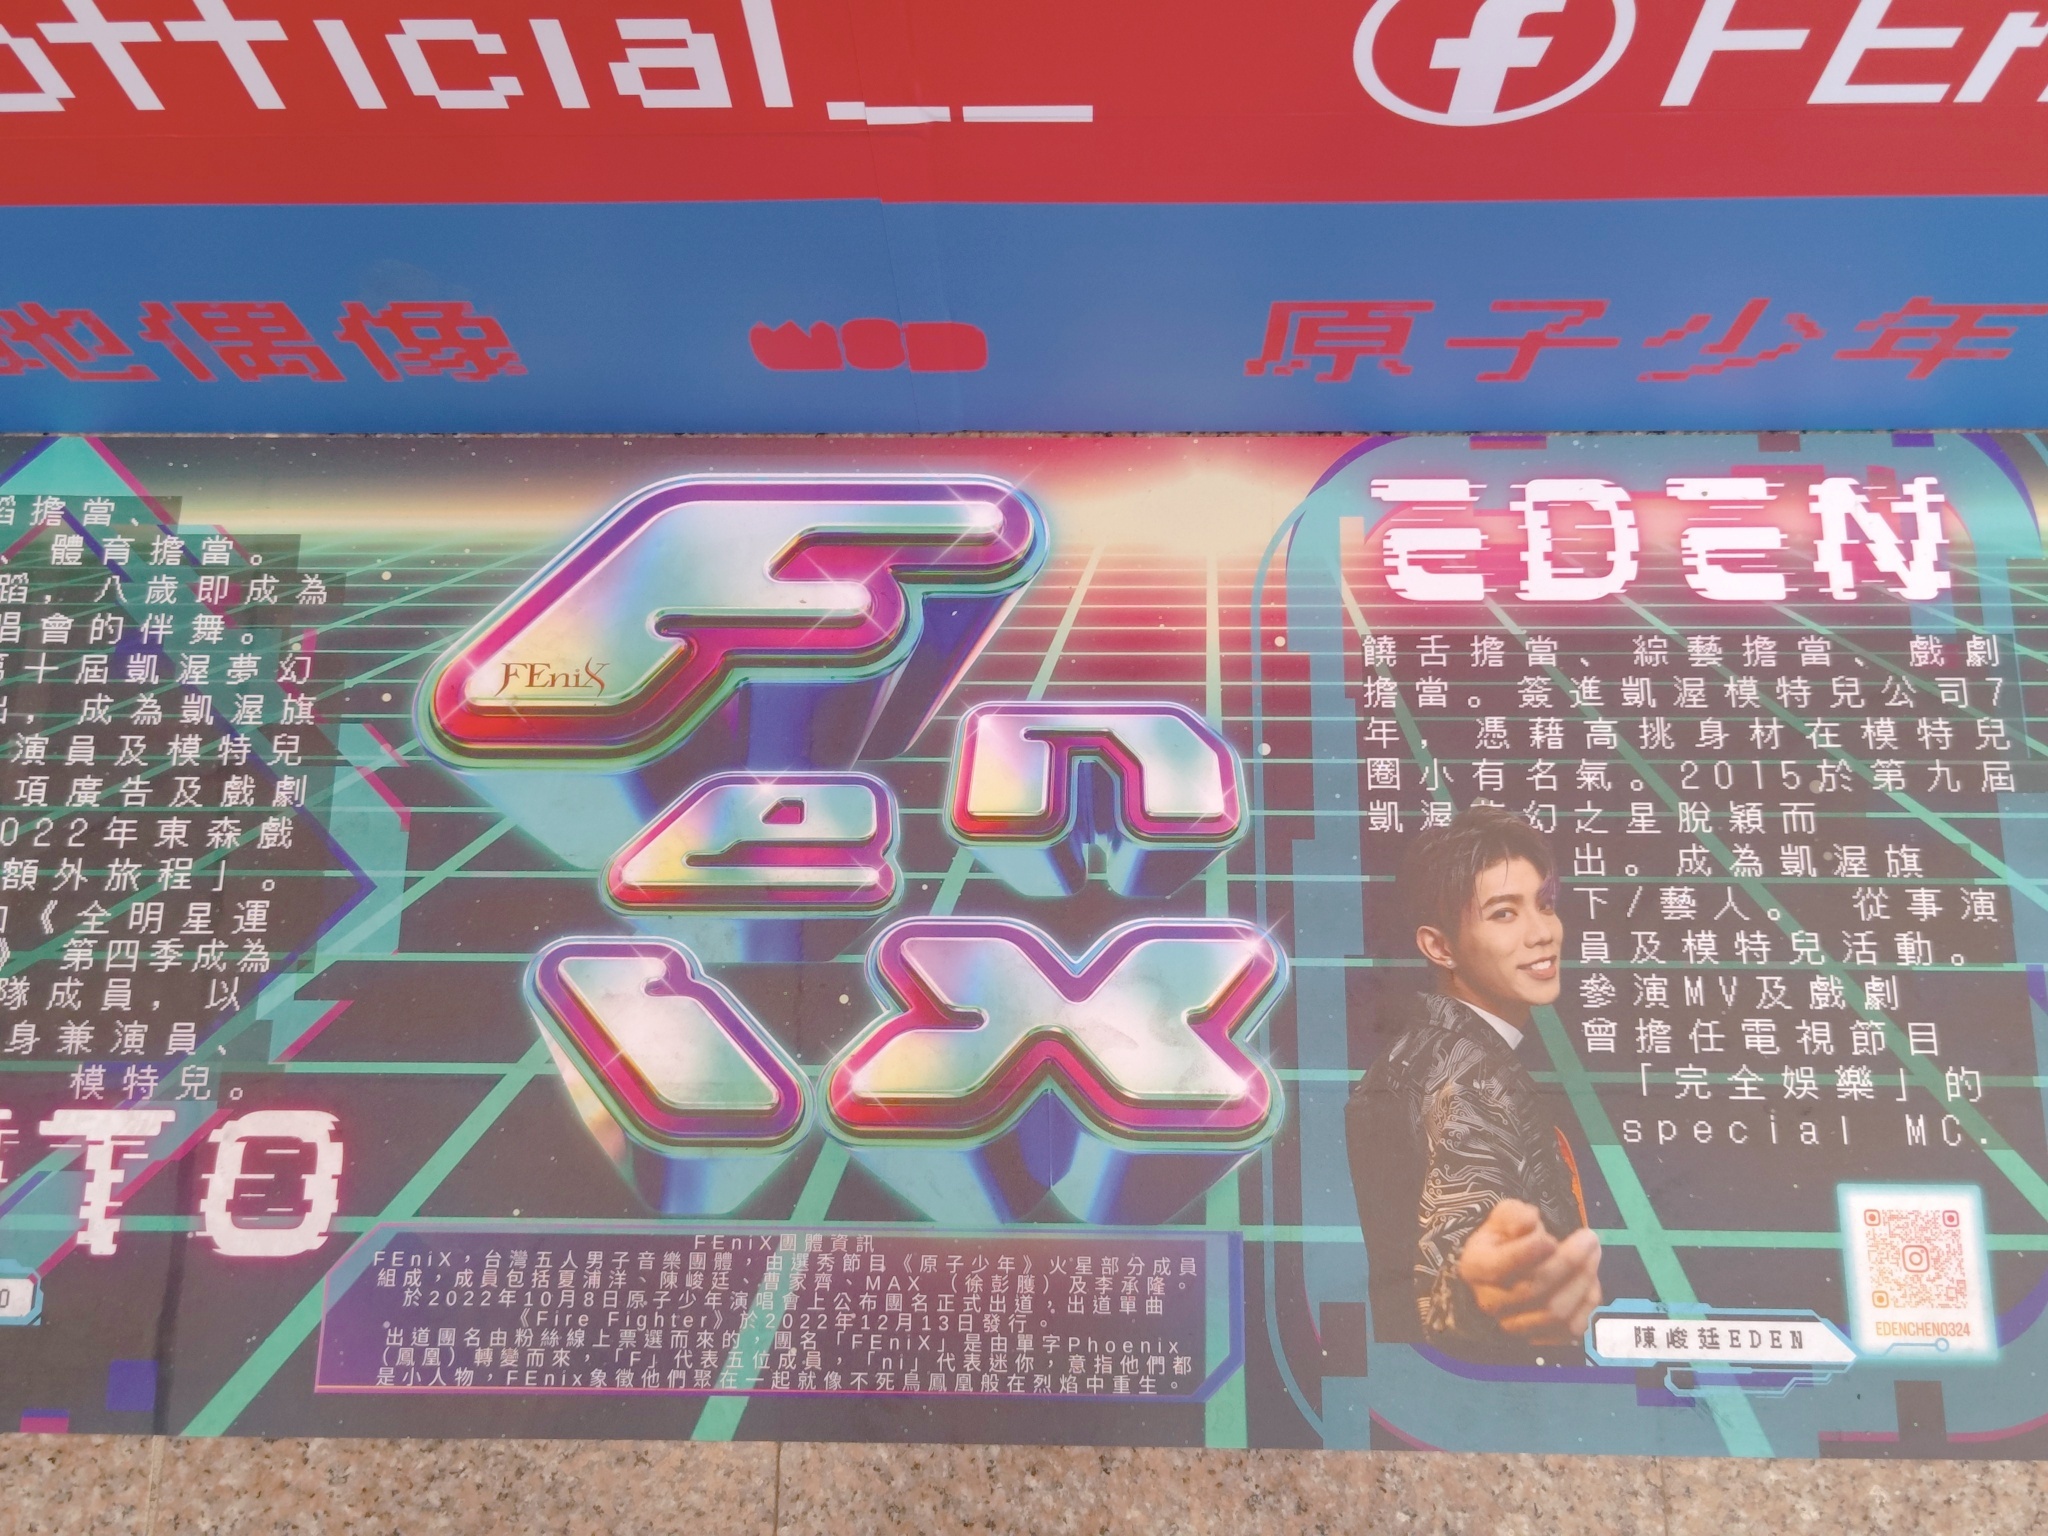 official__
FEn
地偶像
原子少年
蹈擔當、
、體育擔當。
蹈，八歲即成為
唱會的伴舞。
第十屆凱渥夢幻
出，成為凱渥旗
演員及模特兒
項廣告及戲劇
022年東森戲
額外旅程」。
《全明星運
》第四季成為
隊成員，以
身兼演員、
模特兒。
TO
FEniX
FEniX
EDEN
饒舌擔當、綜藝擔當、戲劇
擔當。簽進凱渥模特兒公司7
年，憑藉高挑身材在模特兒
圈小有名氣。2015於第九屆
凱渥夢幻之星脫穎而
出。成為凱渥旗
下/藝人。 從事演
員及模特兒活動。
參演MV及戲劇
曾擔任電視節目
「完全娛樂」的
special MC.
EDENCHEN0324
陳峻廷EDEN
FEniX團體資訊
FEniX，台灣五人男子音樂團體，由選秀節目《原子少年》火星部分成員
組成，成員包括夏浦洋、陳峻廷、曹家齊、MAX（徐彭雘）及李承隆。
於2022年10月8日原子少年演唱會上公布團名正式出道，出道單曲
《Fire Fighter》於2022年12月13日發行。
出道團名由粉絲線上票選而來的，團名「FEniX」是由單字Phoenix
（鳳凰）轉變而來，「F」代表五位成員，「ni」代表迷你，意指他們都
是小人物，FEnix象徵他們聚在一起就像不死鳥鳳凰般在烈焰中重生。